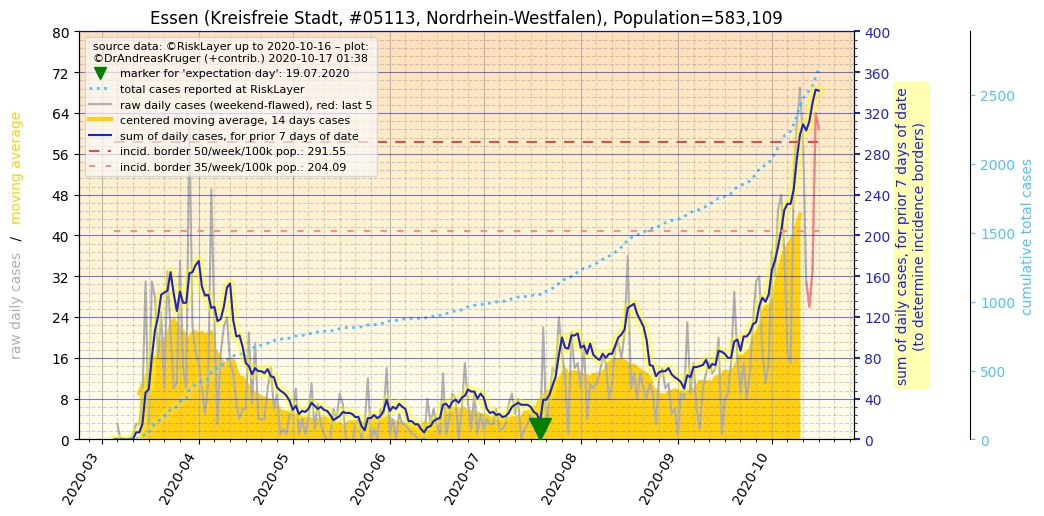 Essen (Kreisfreie Stadt, #05113, Nordrhein-Westfalen), Population=583,109
source data: ©RiskLayer up to 2020-10-16 – plot:
©DrAndreasKruger (+contrib.) 2020-10-17 01:38
marker for 'expectation day': 19.07.2020
total cases reported at RiskLayer
raw daily cases (weekend-flawed), red: last 5
centered moving average, 14 days cases
sum of daily cases, for prior 7 days of date
incid. border 50/week/100k pop.: 291.55
incid. border 35/week/100k pop.: 204.09
raw daily cases / moving average
80
72
64
56
48
40
32
24
16
8
0
2020-03
2020-04
2020-05
2020-06
2020-07
2020-08
2020-09
2020-10
400
360
320
280
240
200
160
120
80
40
0
sum of daily cases, for prior 7 days of date
(to determine incidence borders)
2500
2000
1500
1000
500
0
cumulative total cases